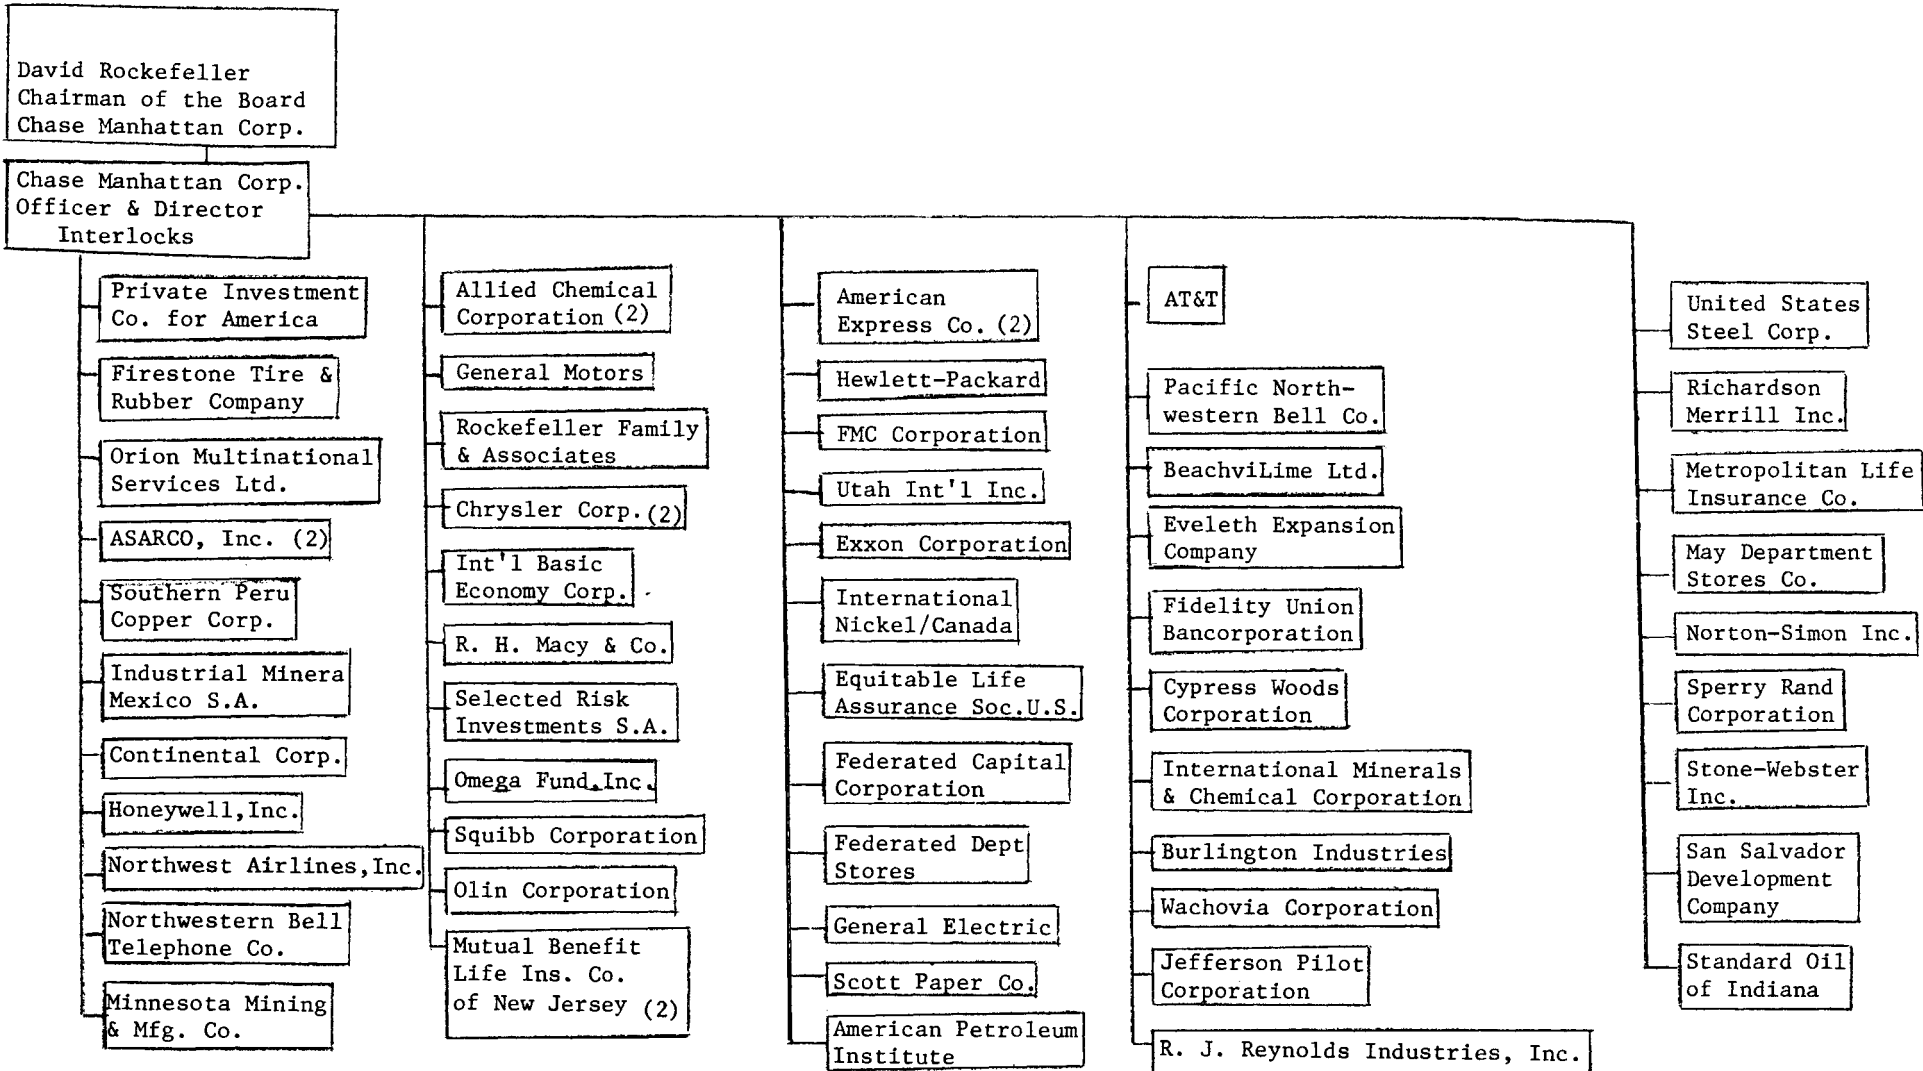 David Rockefeller
Chairman of the Board
Chase Manhattan Corp.
Chase Manhattan Corp.
Officer & Director
Interlocks
Private Investment
Co. for America
Firestone Tire &
Rubber Company
Orion Multinational
Services Ltd.
ASARCO, Inc. (2)
Southern Peru
Copper Corp.
Industrial Minera
Mexico S.A.
Continental Corp.
Honeywell,Inc.
Northwest Airlines,Inc.
Northwestern Bell
Telephone Co.
Minnesota Mining
& Mfg. Co.
Allied Chemical
Corporation (2)
General Motors
Rockefeller Family
& Associates
Chrysler Corp. (2)
Int'l Basic
Economy Corp.
R. H. Macy & Co.
Selected Risk
Investments S.A.
Omega Fund,Inc.
Squibb Corporation
Olin Corporation
Mutual Benefit
Life Ins. Co.
of New Jersey (2)
American
Express Co. (2)
Hewlett-Packard
FMC Corporation
Utah Int'l Inc.
Exxon Corporation
International
Nickel/Canada
Equitable Life
Assurance Soc.U.S.
Federated Capital
Corporation
Federated Dept
Stores
General Electric
Scott Paper Co.
American Petroleum
Institute
AT&T
Pacific North-
western Bell Co.
BeachviLime Ltd.
Eveleth Expansion
Company
Fidelity Union
Bancorporation
Cypress Woods
Corporation
International Minerals
& Chemical Corporation
Burlington Industries
Wachovia Corporation
Jefferson Pilot
Corporation
R. J. Reynolds Industries, Inc.
United States
Steel Corp.
Richardson
Merrill Inc.
Metropolitan Life
Insurance Co.
May Department
Stores Co.
Norton-Simon Inc.
Sperry Rand
Corporation
Stone-Webster
Inc.
San Salvador
Development
Company
Standard Oil
of Indiana